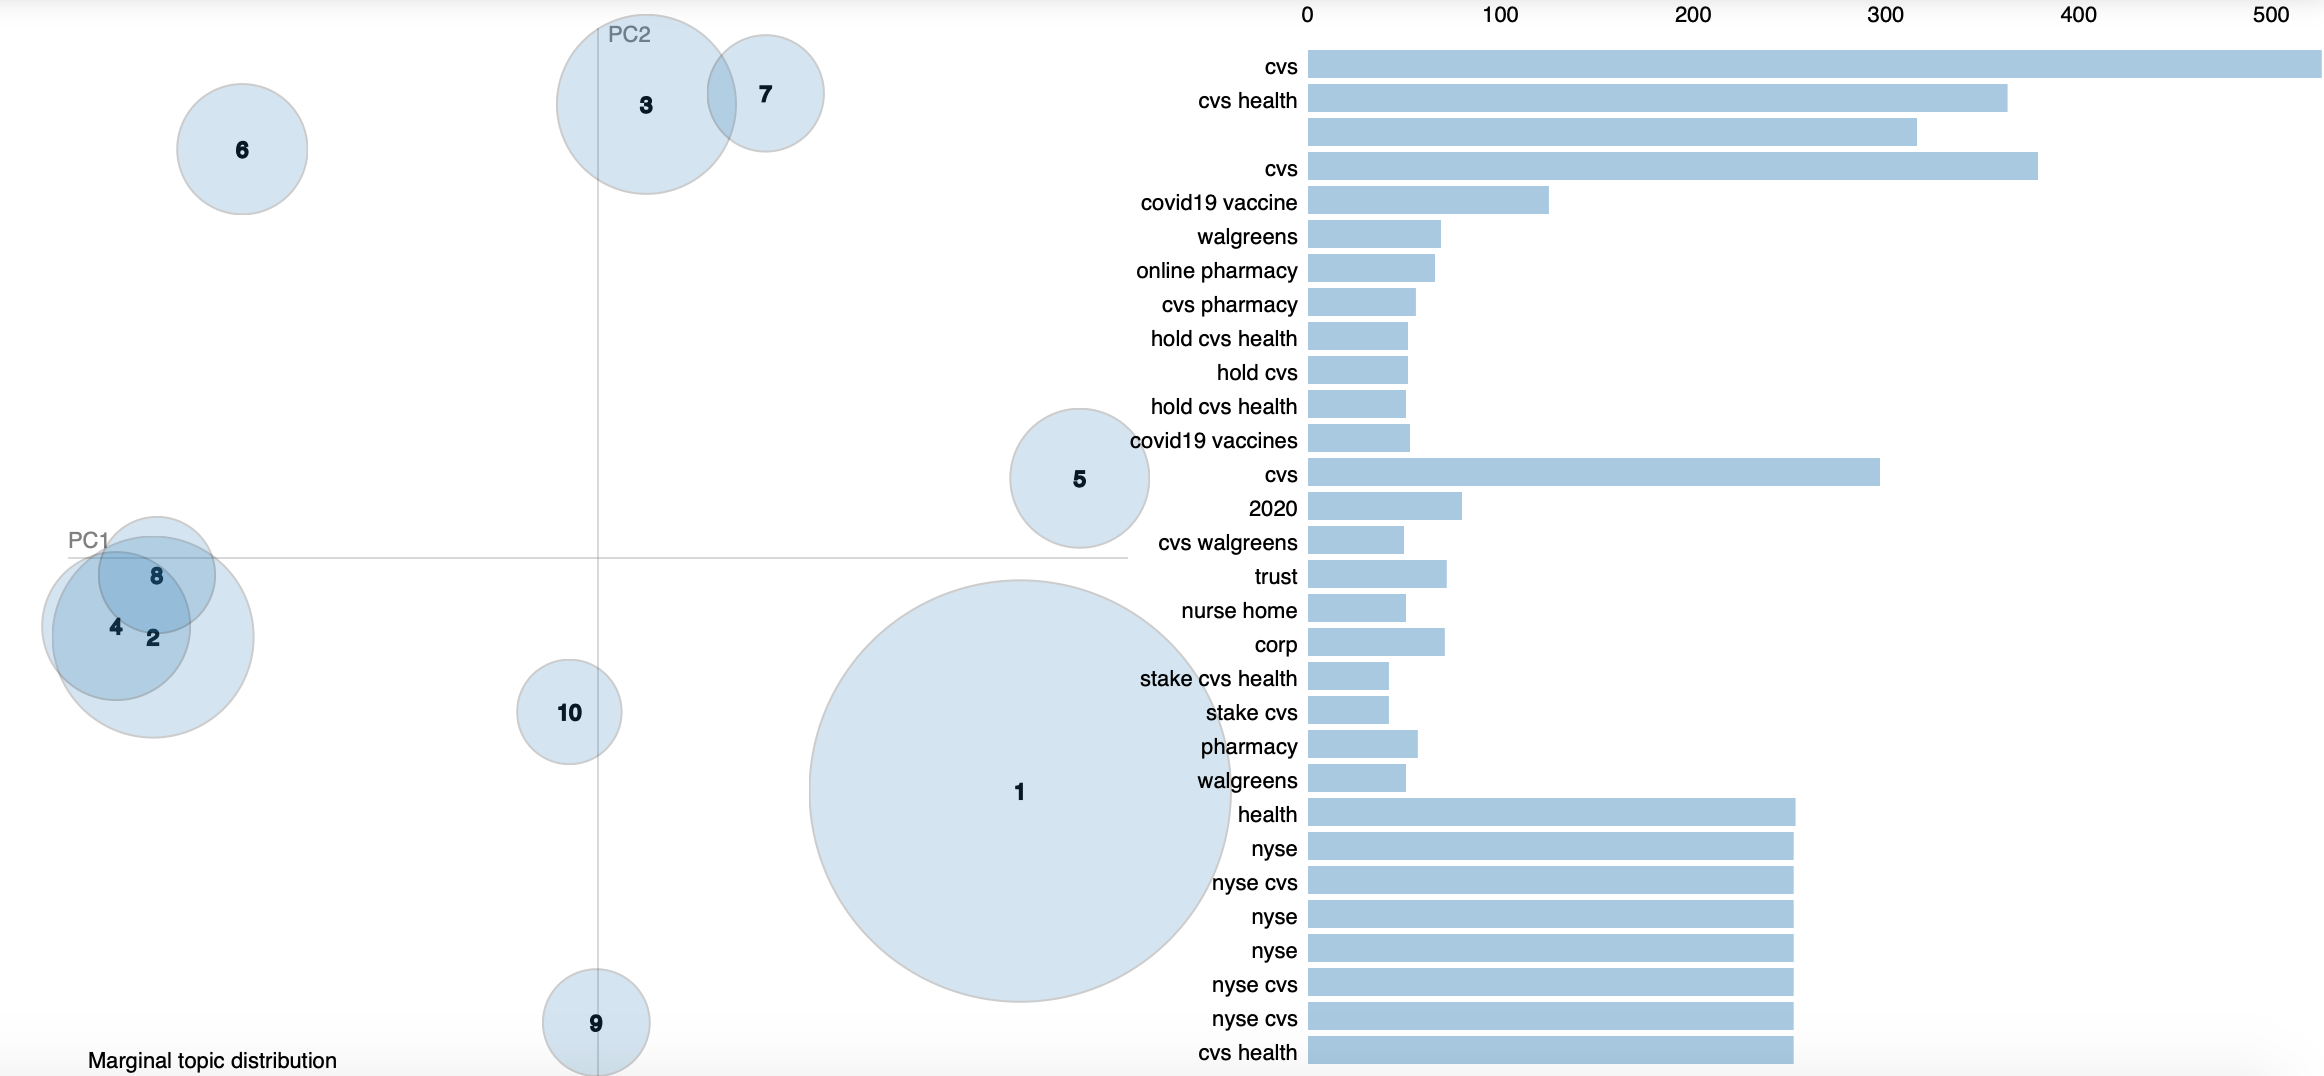 PC2
3
7
6
5
PC1
8
4
2
10
1
9
Marginal topic distribution
0 100 200 300 400 500
cvs
cvs health
cvs
covid19 vaccine
walgreens
online pharmacy
cvs pharmacy
hold cvs health
hold cvs
hold cvs health
covid19 vaccines
cvs
2020
cvs walgreens
trust
nurse home
corp
stake cvs health
stake cvs
pharmacy
walgreens
health
nyse
nyse cvs
nyse
nyse
nyse cvs
nyse cvs
cvs health